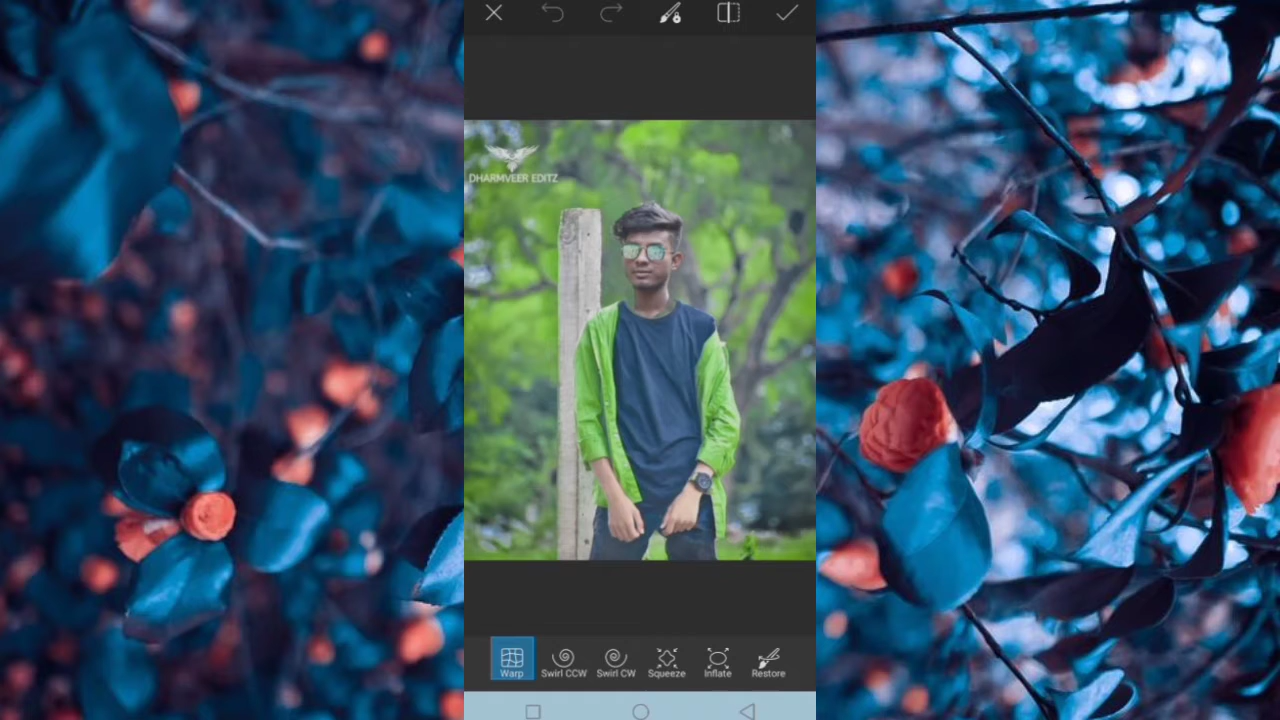 DHARMVEER EDITZ
Warp
Swirl CCW
Swirl CW
Squeeze
Inflate
Restore